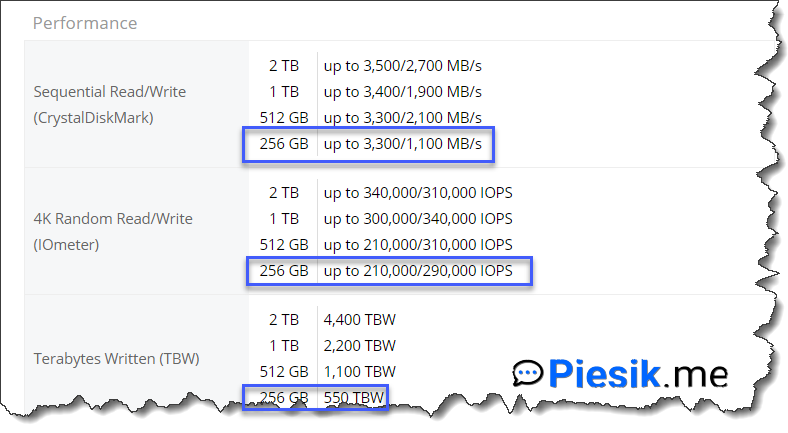 Performance
Sequential Read/Write
(CrystalDiskMark)
2 TB up to 3,500/2,700 MB/s
1 TB up to 3,400/1,900 MB/s
512 GB up to 3,300/2,100 MB/s
256 GB up to 3,300/1,100 MB/s
4K Random Read/Write
(IOmeter)
2 TB up to 340,000/310,000 IOPS
1 TB up to 300,000/340,000 IOPS
512 GB up to 210,000/310,000 IOPS
256 GB up to 210,000/290,000 IOPS
Terabytes Written (TBW)
2 TB 4,400 TBW
1 TB 2,200 TBW
512 GB 1,100 TBW
256 GB 550 TBW
Piesik.me